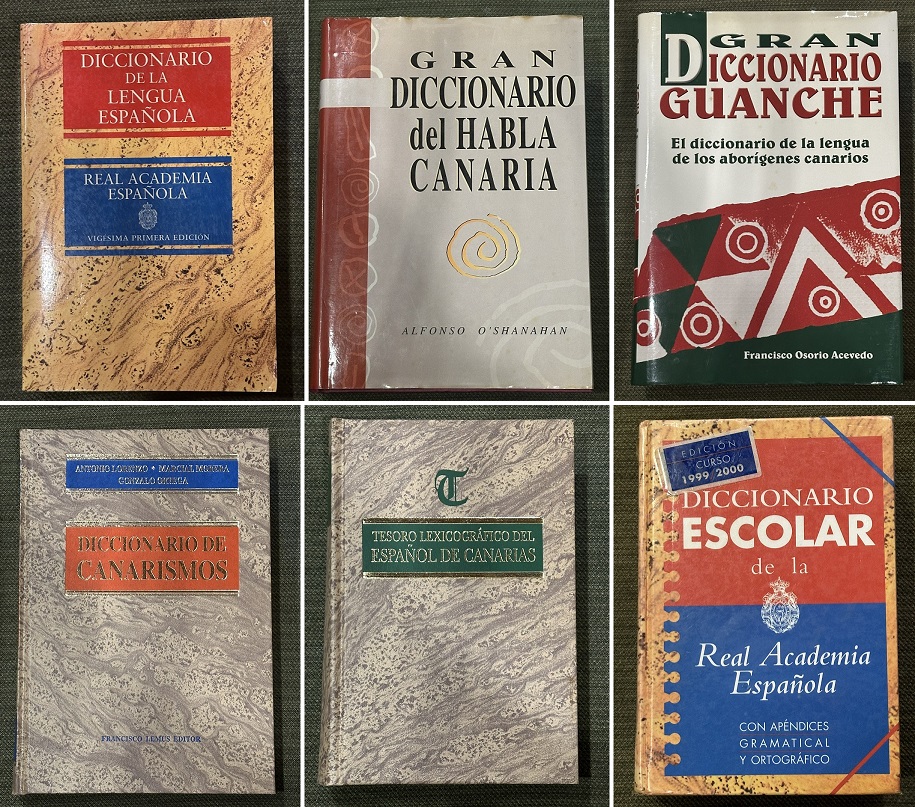 DICCIONARIO
DE LA
LENGUA
ESPAÑOLA
REAL ACADEMIA
ESPAÑOLA
VIGÉSIMA PRIMERA EDICIÓN
GRAN
DICCIONARIO
del HABLA
CANARIA
ALFONSO O'SHANAHAN
GRAN
DICCIONARIO
GUANCHE
El diccionario de la lengua
de los aborígenes canarios
Francisco Osorio Acevedo
ANTONIO LORENZO • MARCIAL MORERA
GONZALO ORTEGA
DICCIONARIO DE
CANARISMOS
FRANCISCO LEMUS EDITOR
T
TESORO LEXICOGRÁFICO DEL
ESPAÑOL DE CANARIAS
EDICIÓN
CURSO
1999/2000
DICCIONARIO
ESCOLAR
de la
Real Academia
Española
CON APÉNDICES
GRAMATICAL
Y ORTOGRÁFICO